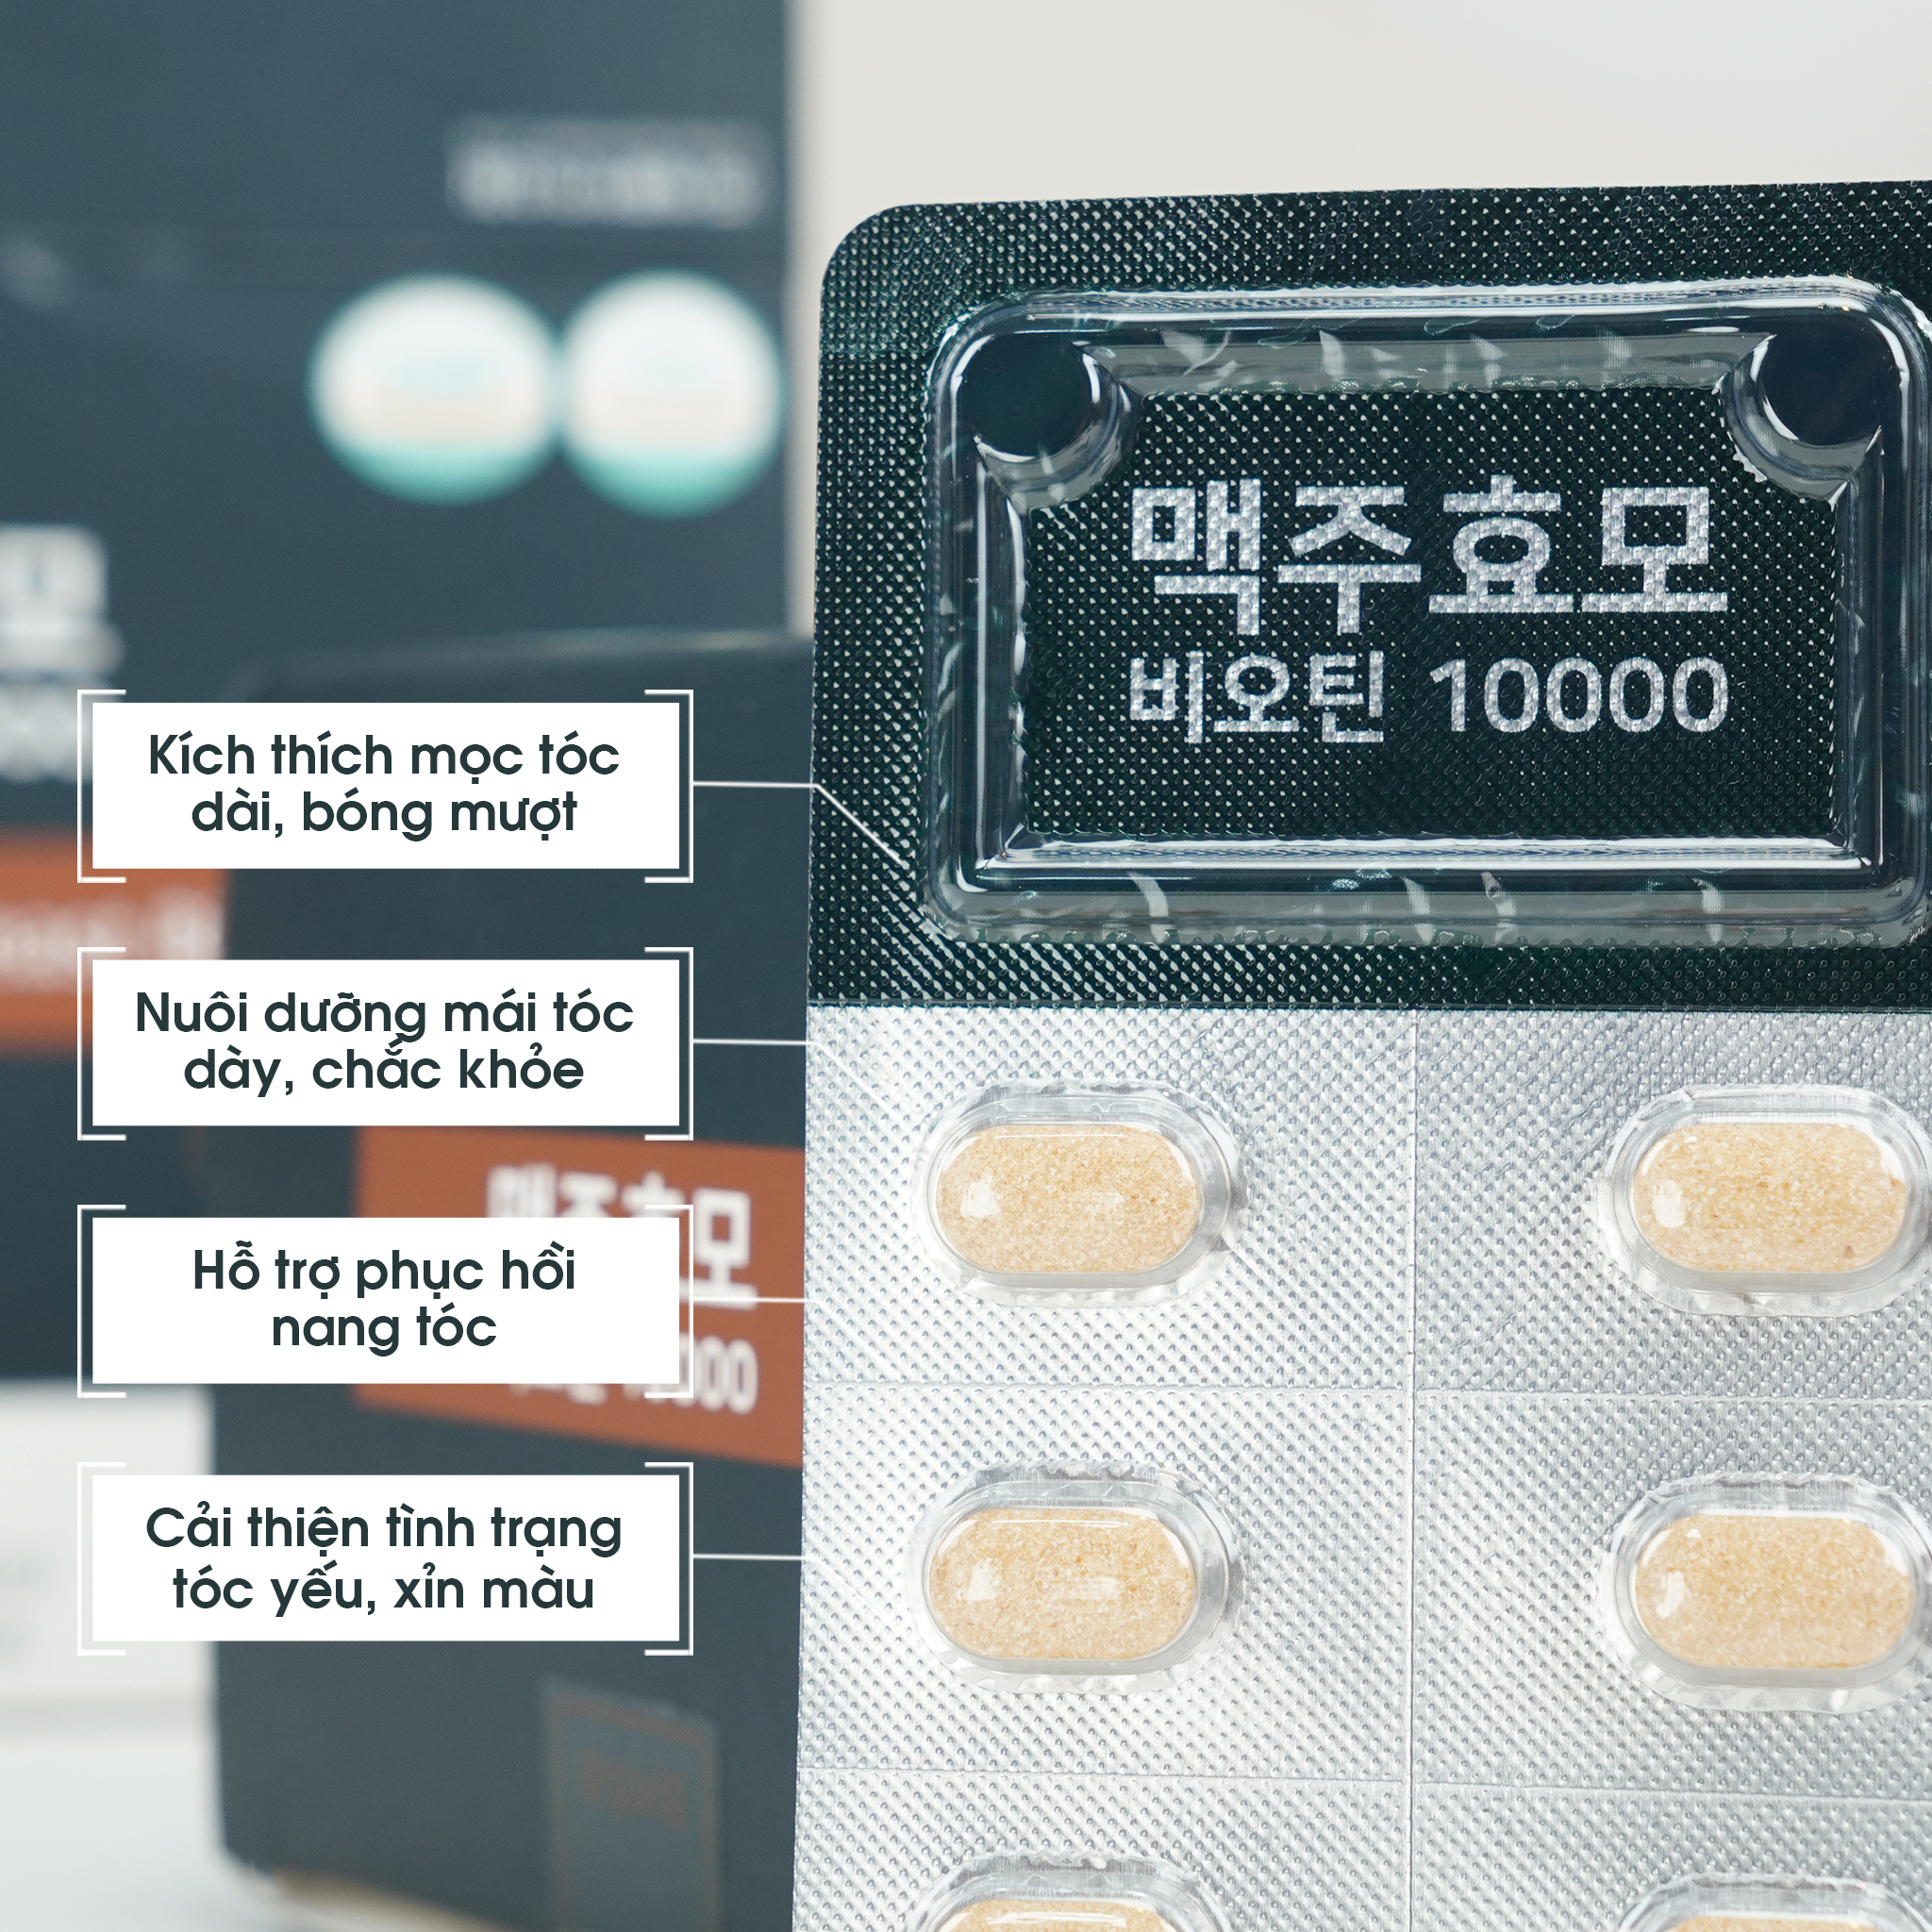 맥주효모
비오틴 10000
Kích thích mọc tóc
dài, bóng mượt
Nuôi dưỡng mái tóc
dày, chắc khỏe
Hỗ trợ phục hồi
nang tóc
Cải thiện tình trạng
tóc yếu, xỉn màu